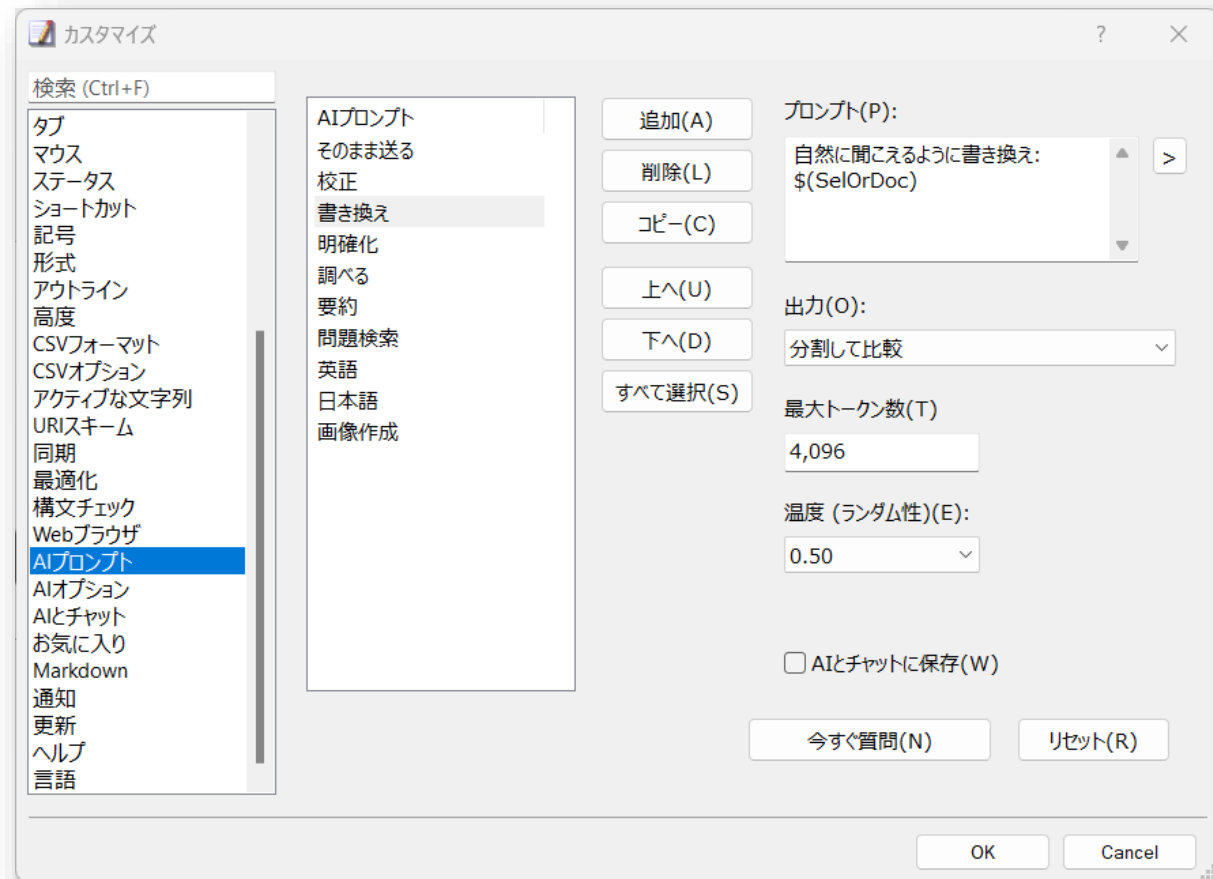 カスタマイズ
?
検索 (Ctrl+F)
タブ
マウス
ステータス
ショートカット
記号
形式
アウトライン
高度
CSVフォーマット
CSVオプション
アクティブな文字列
URIスキーム
同期
最適化
構文チェック
Webブラウザ
AIプロンプト
AIオプション
AIとチャット
お気に入り
Markdown
通知
更新
ヘルプ
言語
AIプロンプト
そのまま送る
校正
書き換え
明確化
調べる
要約
問題検索
英語
日本語
画像作成
追加(A)
削除(L)
コピー(C)
上へ(U)
下へ(D)
すべて選択(S)
プロンプト(P):
自然に聞こえるように書き換え:
$(SelOrDoc)
>
出力(O):
分割して比較
最大トークン数(T)
4,096
温度 (ランダム性)(E):
0.50
AIとチャットに保存(W)
今すぐ質問(N)
リセット(R)
OK
Cancel